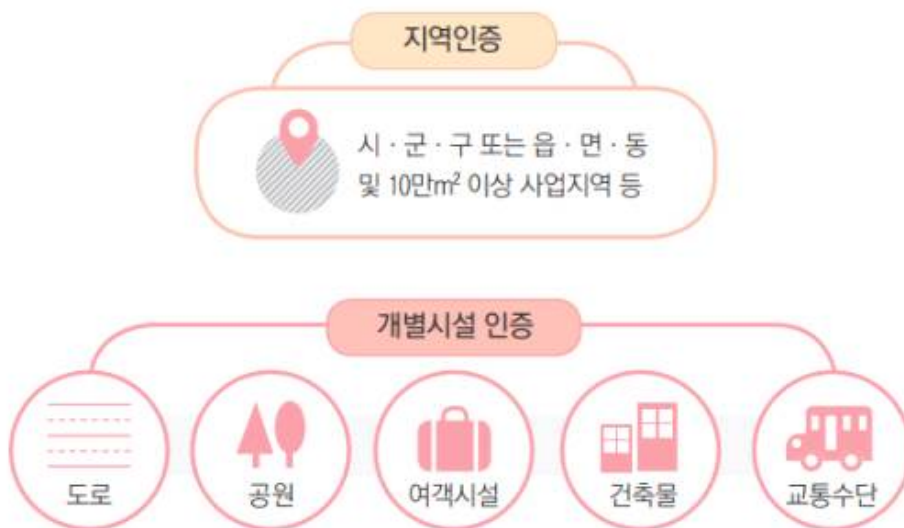 지역인증
시 · 군 · 구 또는 읍 · 면 · 동
및 10만m² 이상 사업지역 등
개별시설 인증
도로
공원
여객시설
건축물
교통수단